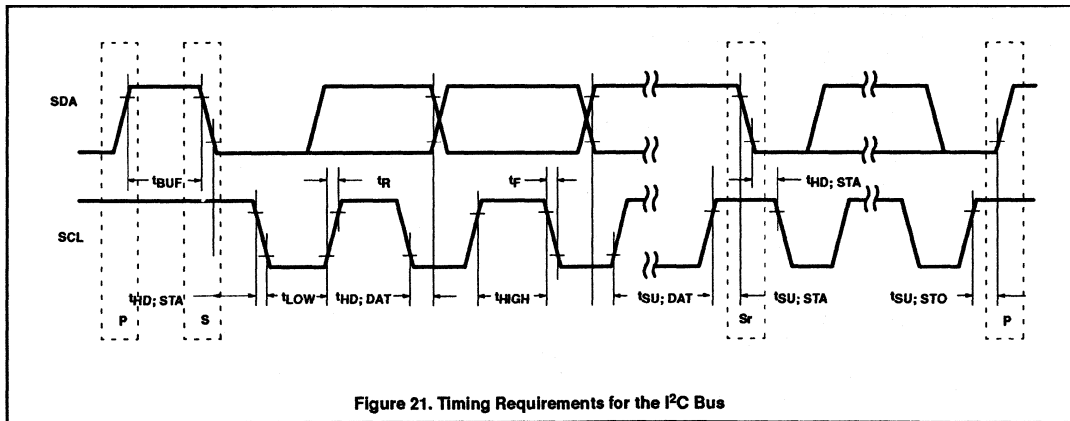 SDA
tBUF
tR
tF
tHD; STA
SCL
tHD; STA
tLOW
tHD; DAT
tHIGH
tSU; DAT
tSU; STA
tSU; STO
P
S
Sr
P
Figure 21. Timing Requirements for the I²C Bus